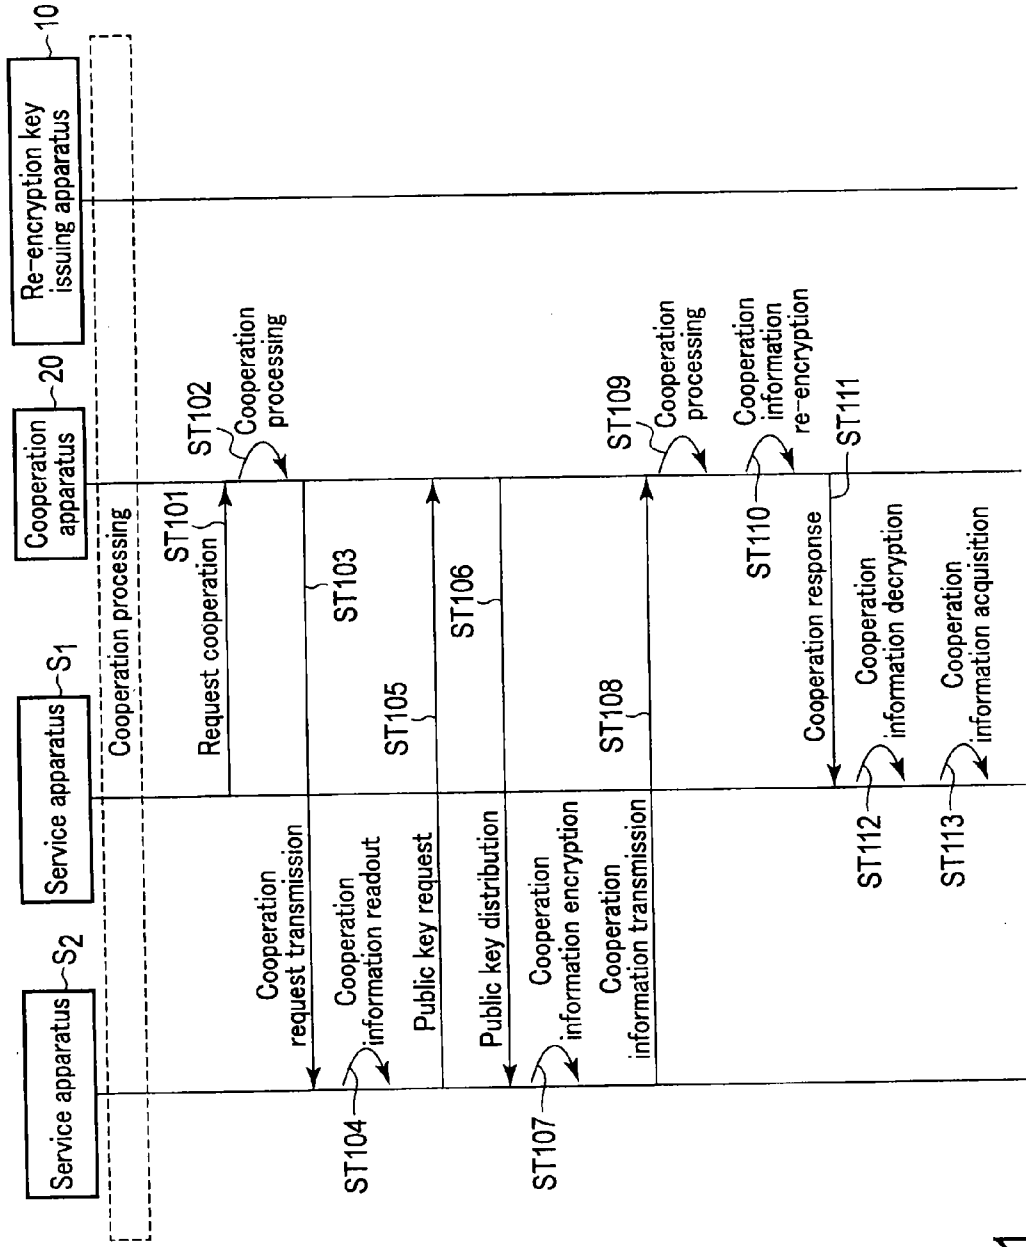 Service apparatus
S2
Service apparatus
S1
Cooperation
apparatus
20
Re-encryption key
issuing apparatus
10
Cooperation processing
Request cooperation
ST101
ST102
Cooperation
processing
Cooperation
request transmission
ST103
ST104
Cooperation
information readout
Public key request
ST105
Public key distribution
ST106
ST107
Cooperation
information encryption
Cooperation
information transmission
ST108
ST109
Cooperation
processing
ST110
Cooperation
information
re-encryption
Cooperation response
ST111
ST112
Cooperation
information decryption
ST113
Cooperation
information acquisition
1